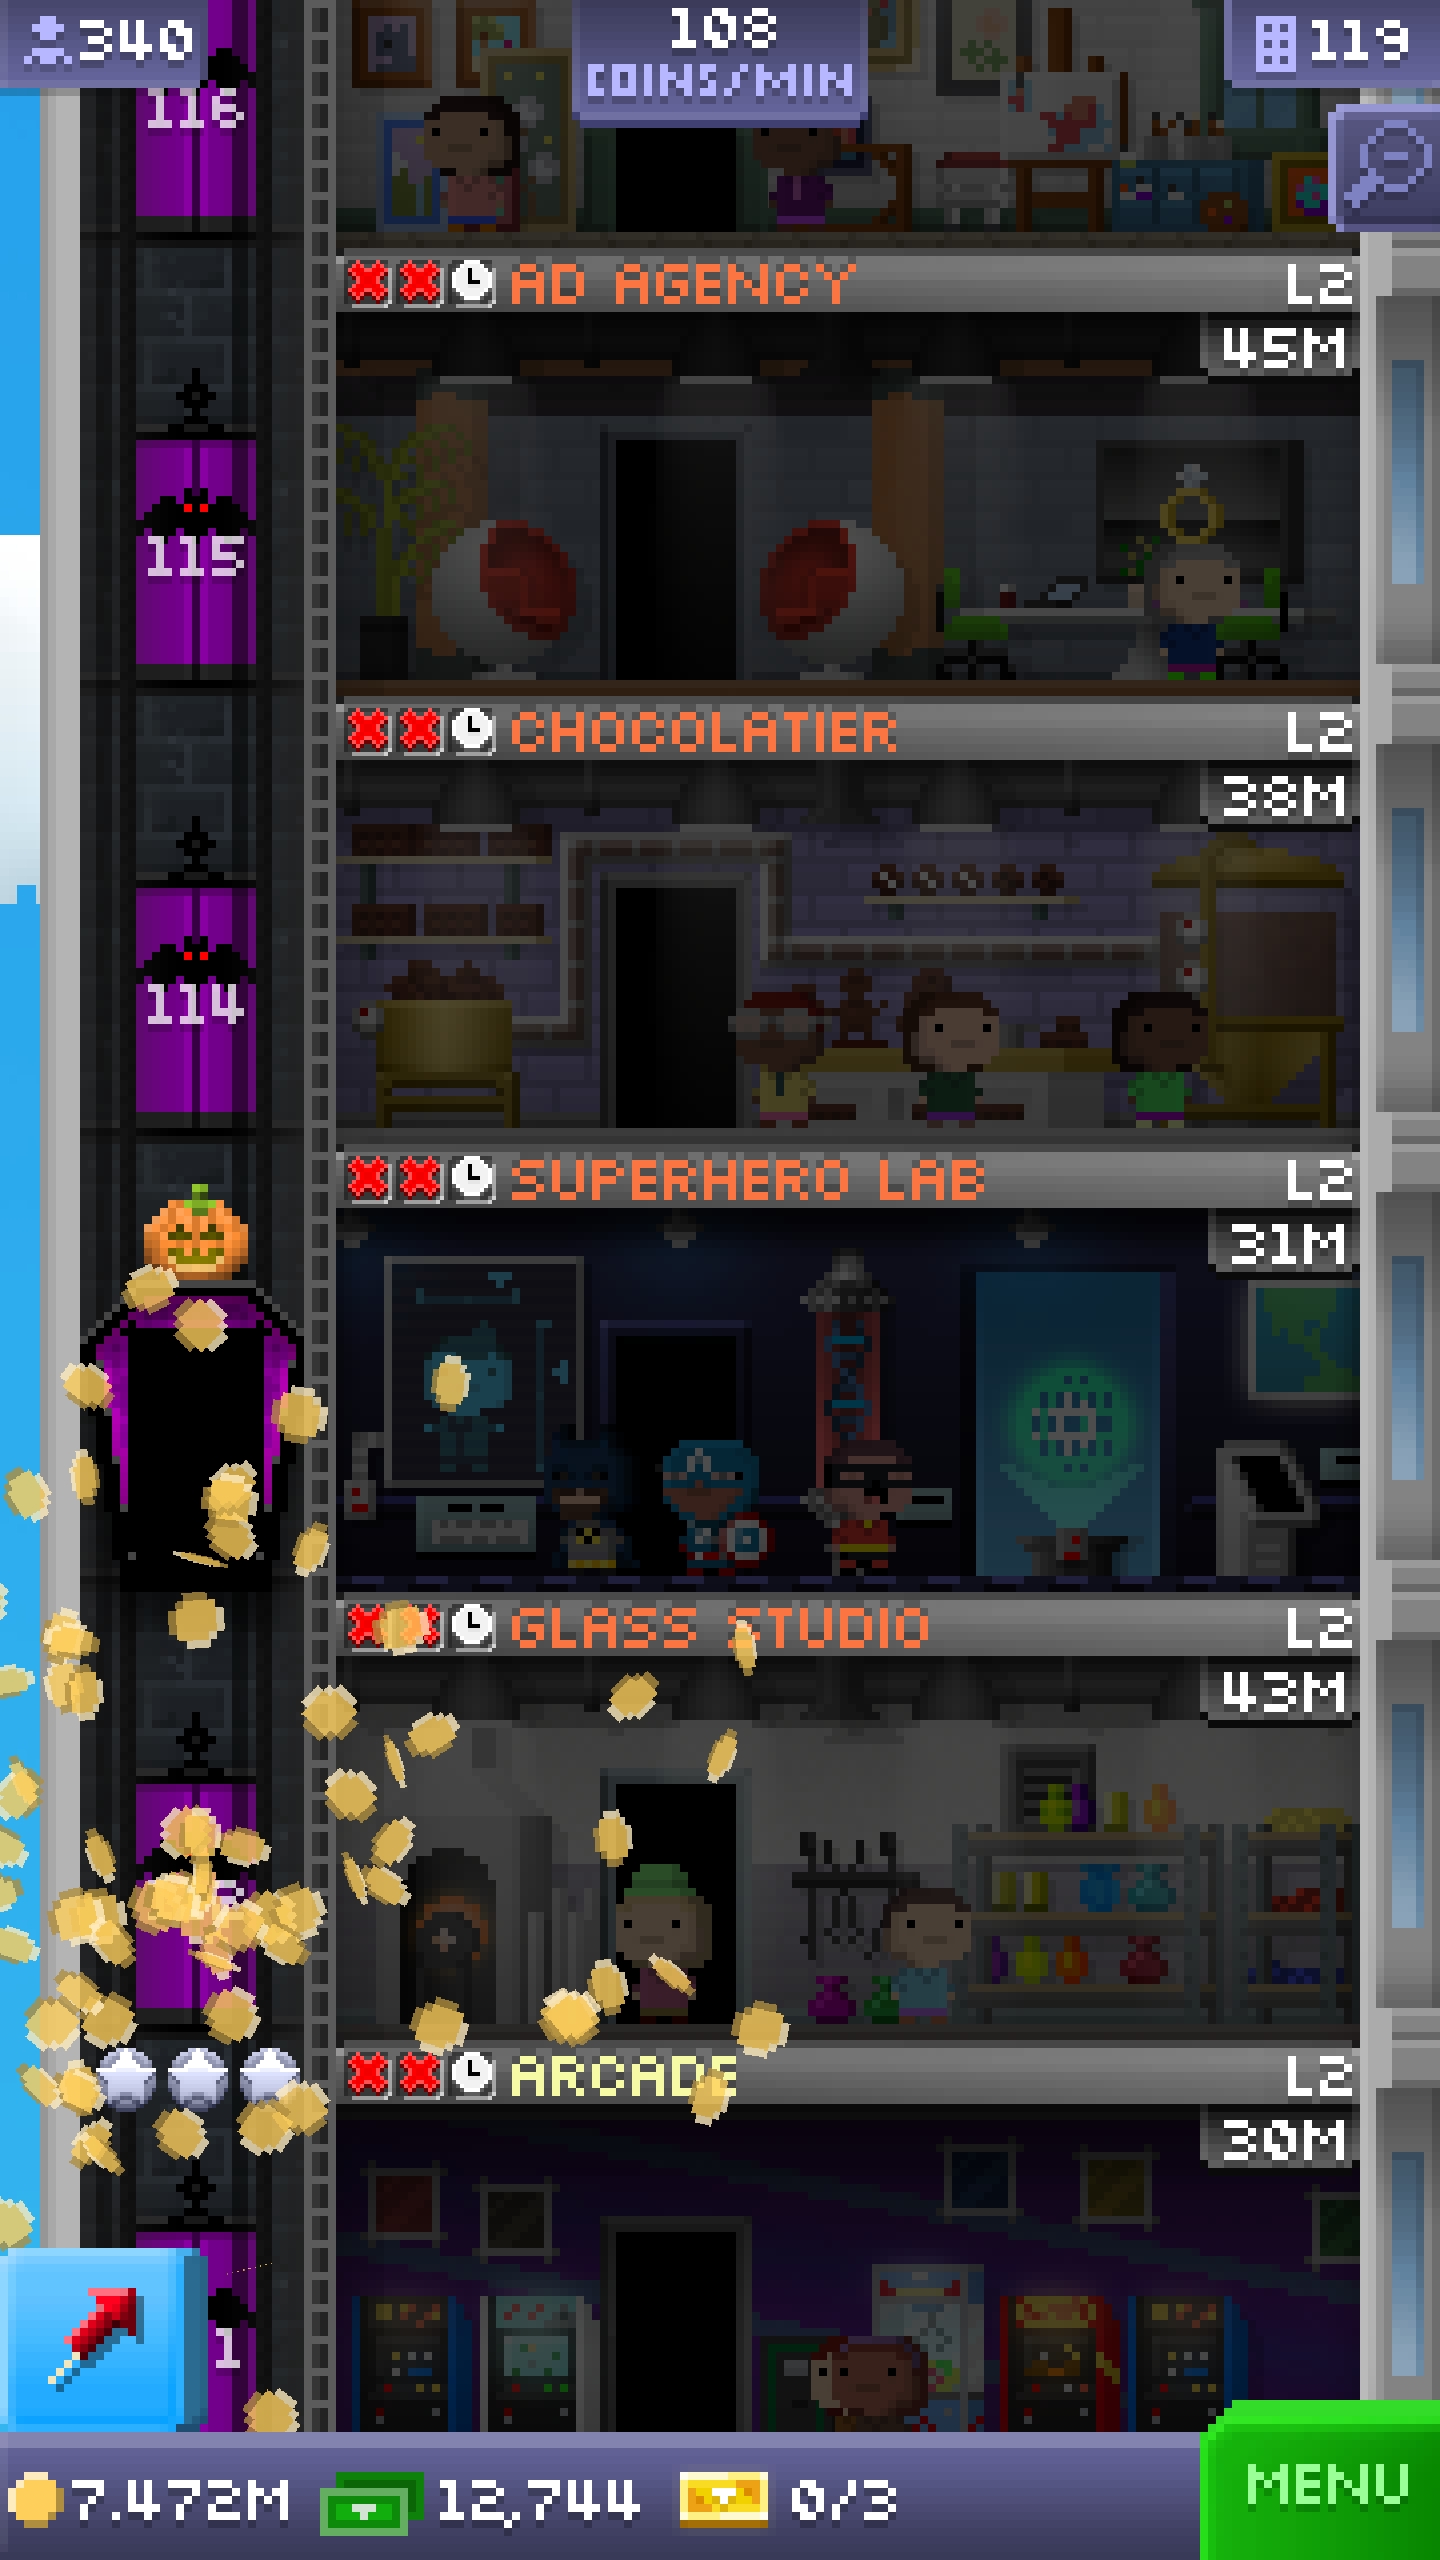 340
108
COINS/MIN
119
116
AD AGENCY L2
45M
115
CHOCOLATIER L2
38M
114
SUPERHERO LAB L2
31M
GLASS STUDIO L2
43M
ARCADE L2
30M
7.472M 12,744 0/3
MENU